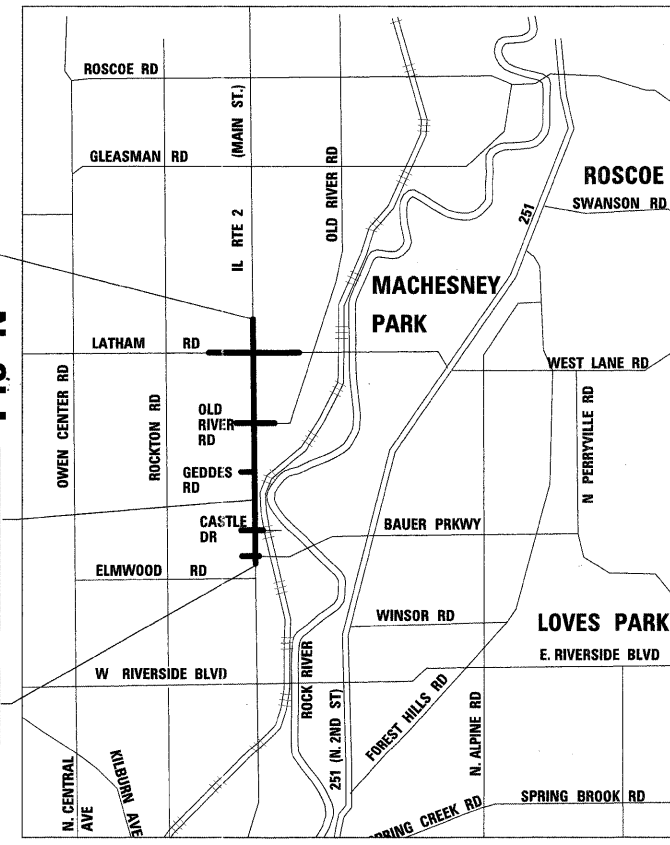 ROSCOE RD
(MAIN ST.)
GLEASMAN RD
OLD RIVER RD
ROSCOE
SWANSON RD
251
IL RTE 2
MACHESNEY
PARK
LATHAM RD
WEST LANE RD
OWEN CENTER RD
ROCKTON RD
OLD
RIVER
RD
N PERRYVILLE RD
GEDDES
RD
CASTLE
DR
BAUER PRKWY
ELMWOOD RD
WINSOR RD
LOVES PARK
E. RIVERSIDE BLVD
W RIVERSIDE BLVD
ROCK RIVER
251 (N. 2ND ST)
FOREST HILLS RD
N. ALPINE RD
N. CENTRAL
AVE
KILBURN AVE
SPRING BROOK RD
PRING CREEK RD